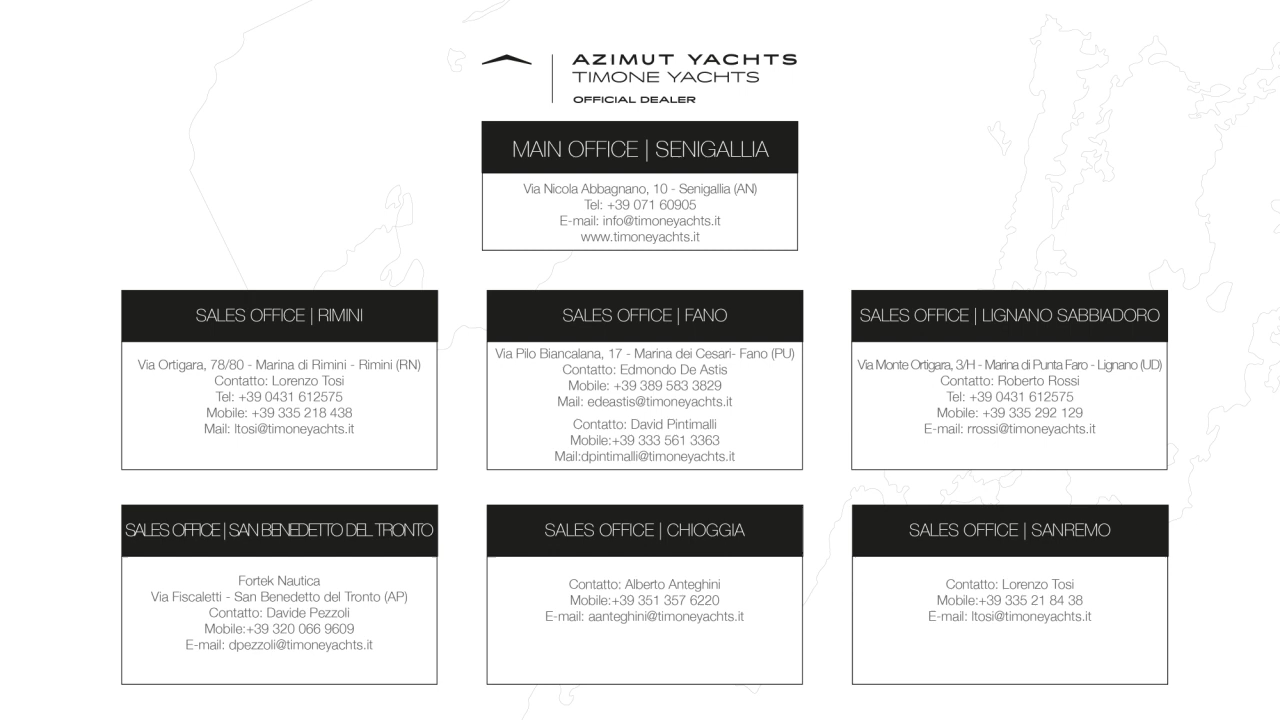 AZIMUT YACHTS
TIMONE YACHTS
OFFICIAL DEALER
MAIN OFFICE | SENIGALLIA
Via Nicola Abbagnano, 10 - Senigallia (AN)
Tel: +39 071 60905
E-mail: info@timoneyachts.it
www.timoneyachts.it
SALES OFFICE | RIMINI
Via Ortigara, 78/80 - Marina di Rimini - Rimini (RN)
Contatto: Lorenzo Tosi
Tel: +39 0431 612575
Mobile: +39 335 218 438
Mail: ltosi@timoneyachts.it
SALES OFFICE | FANO
Via Pilo Biancalana, 17 - Marina dei Cesari- Fano (PU)
Contatto: Edmondo De Astis
Mobile: +39 389 583 3829
Mail: edeastis@timoneyachts.it
Contatto: David Pintimalli
Mobile:+39 333 561 3363
Mail:dpintimalli@timoneyachts.it
SALES OFFICE | LIGNANO SABBIADORO
Via Monte Ortigara, 3/H - Marina di Punta Faro - Lignano (UD)
Contatto: Roberto Rossi
Tel: +39 0431 612575
Mobile: +39 335 292 129
E-mail: rrossi@timoneyachts.it
SALES OFFICE | SAN BENEDETTO DEL TRONTO
Fortek Nautica
Via Fiscaletti - San Benedetto del Tronto (AP)
Contatto: Davide Pezzoli
Mobile:+39 320 066 9609
E-mail: dpezzoli@timoneyachts.it
SALES OFFICE | CHIOGGIA
Contatto: Alberto Anteghini
Mobile:+39 351 357 6220
E-mail: aanteghini@timoneyachts.it
SALES OFFICE | SANREMO
Contatto: Lorenzo Tosi
Mobile:+39 335 21 84 38
E-mail: ltosi@timoneyachts.it